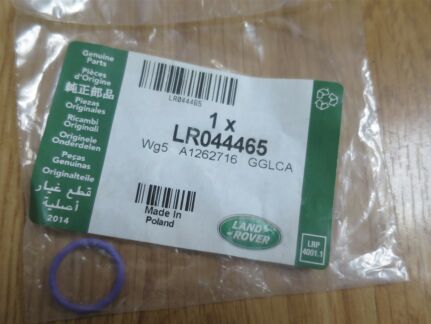 Genuine
Parts
Pièces
d'Origine
純正部品
Piezas
Originales
Ricambi
Originali
Originele
Onderdelen
Peças
Genuinas
Originalteile
قطع غيار
أصلية
2014
LR044465
1 x
LR044465
Wg5 A1262716 GGLCA
Made In
Poland
LAND
ROVER
LRP
4001.1